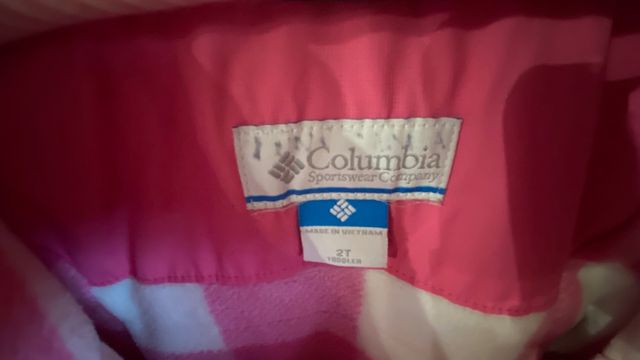 Columbia
Sportswear Company
MADE IN VIETNAM
2T
TODDLER